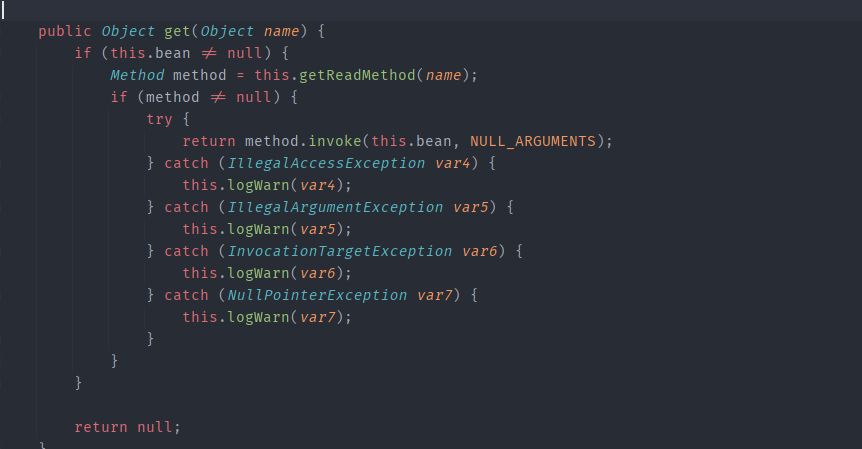 public Object get(Object name) {
if (this.bean ≠ null) {
Method method = this.getReadMethod(name);
if (method ≠ null) {
try {
return method.invoke(this.bean, NULL_ARGUMENTS);
} catch (IllegalAccessException var4) {
this.logWarn(var4);
} catch (IllegalArgumentException var5) {
this.logWarn(var5);
} catch (InvocationTargetException var6) {
this.logWarn(var6);
} catch (NullPointerException var7) {
this.logWarn(var7);
}
}
}
return null;
}